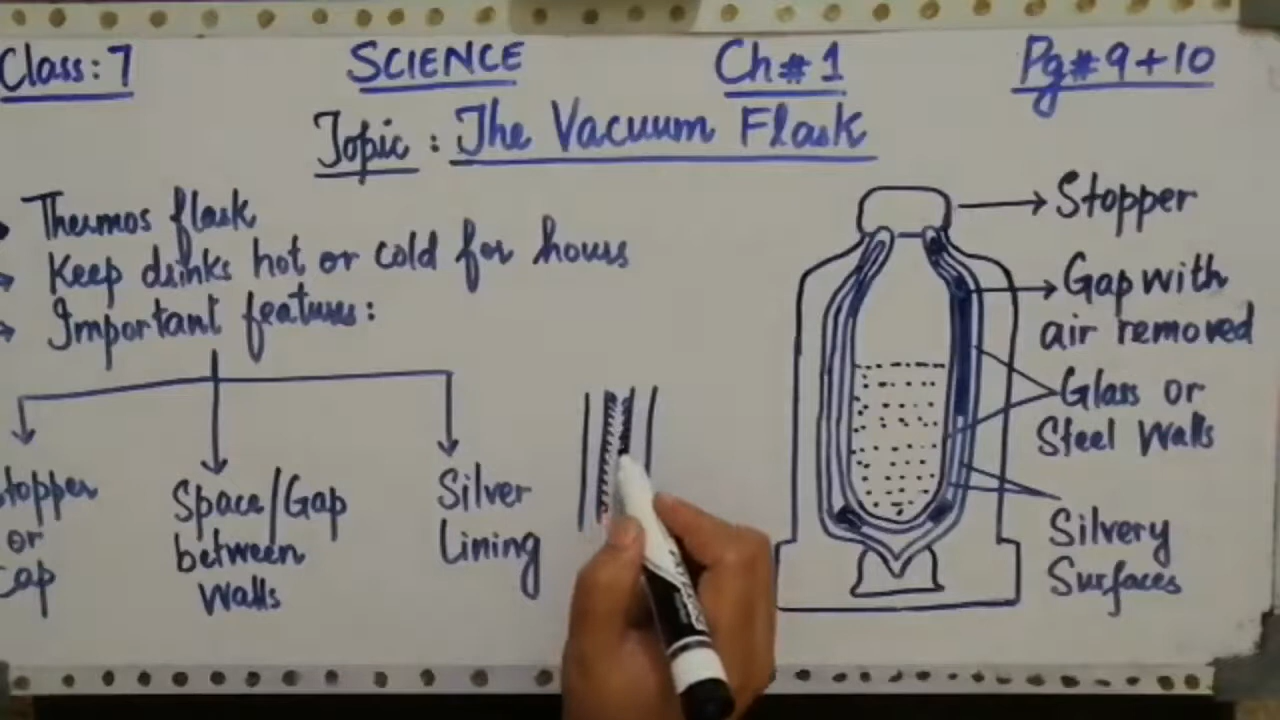 Class: 7
SCIENCE
Ch # 1
Pg # 9 + 10
Topic : The Vacuum Flask
Thermos flask
Keep drinks hot or cold for hours
Important features:
Stopper
or
Cap
Space/Gap
between
Walls
Silver
Lining
Stopper
Gap with
air removed
Glass or
Steel Walls
Silvery
Surfaces